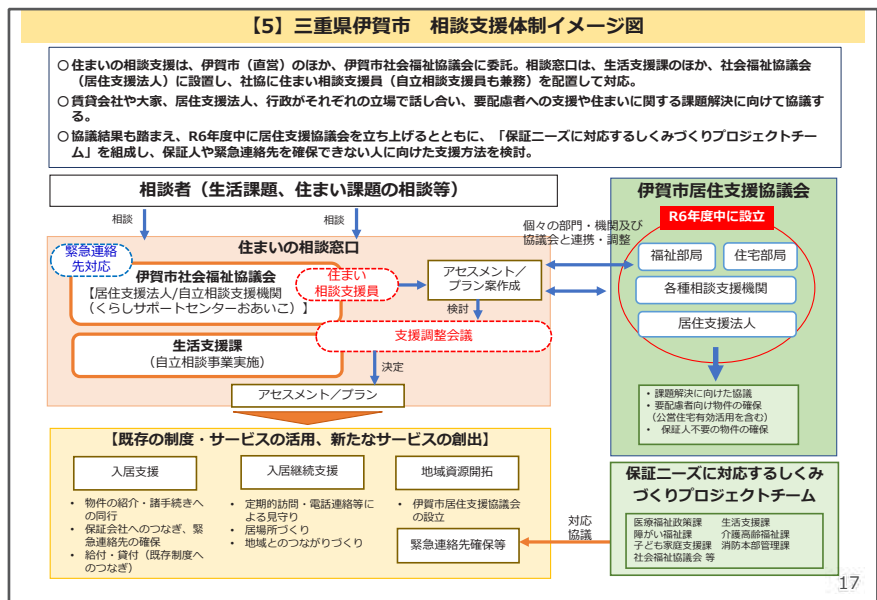 【5】三重県伊賀市　相談支援体制イメージ図
○住まいの相談支援は、伊賀市（直営）のほか、伊賀市社会福祉協議会に委託。相談窓口は、生活支援課のほか、社会福祉協議会
（居住支援法人）に設置し、社協に住まい相談支援員（自立相談支援員も兼務）を配置して対応。
○賃貸会社や大家、居住支援法人、行政がそれぞれの立場で話し合い、要配慮者への支援や住まいに関する課題解決に向けて協議す
る。
○協議結果も踏まえ、R6年度中に居住支援協議会を立ち上げるとともに、「保証ニーズに対応するしくみづくりプロジェクトチー
ム」を組成し、保証人や緊急連絡先を確保できない人に向けた支援方法を検討。
相談者（生活課題、住まい課題の相談等）
相談
相談
住まいの相談窓口
緊急連絡
先対応
伊賀市社会福祉協議会
【居住支援法人/自立相談支援機関
（くらしサポートセンターおあいこ）】
住まい
相談支援員
アセスメント／
プラン案作成
検討
支援調整会議
生活支援課
（自立相談事業実施）
決定
アセスメント／プラン
個々の部門・機関及び
協議会と連携・調整
伊賀市居住支援協議会
R6年度中に設立
福祉部局
住宅部局
各種相談支援機関
居住支援法人
・課題解決に向けた協議
・要配慮者向け物件の確保
（公営住宅有効活用を含む）
・保証人不要の物件の確保
【既存の制度・サービスの活用、新たなサービスの創出】
入居支援
・物件の紹介・諸手続きへ
の同行
・保証会社へのつなぎ、緊
急連絡先の確保
・給付・貸付（既存制度へ
のつなぎ）
入居継続支援
・定期的訪問・電話連絡等
による見守り
・居場所づくり
・地域とのつながりづくり
地域資源開拓
・伊賀市居住支援協議会
の設立
緊急連絡先確保等
対応
協議
保証ニーズに対応するしくみ
づくりプロジェクトチーム
医療福祉政策課　生活支援課
障がい福祉課　介護高齢福祉課
子ども家庭支援課　消防本部管理課
社会福祉協議会 等
17